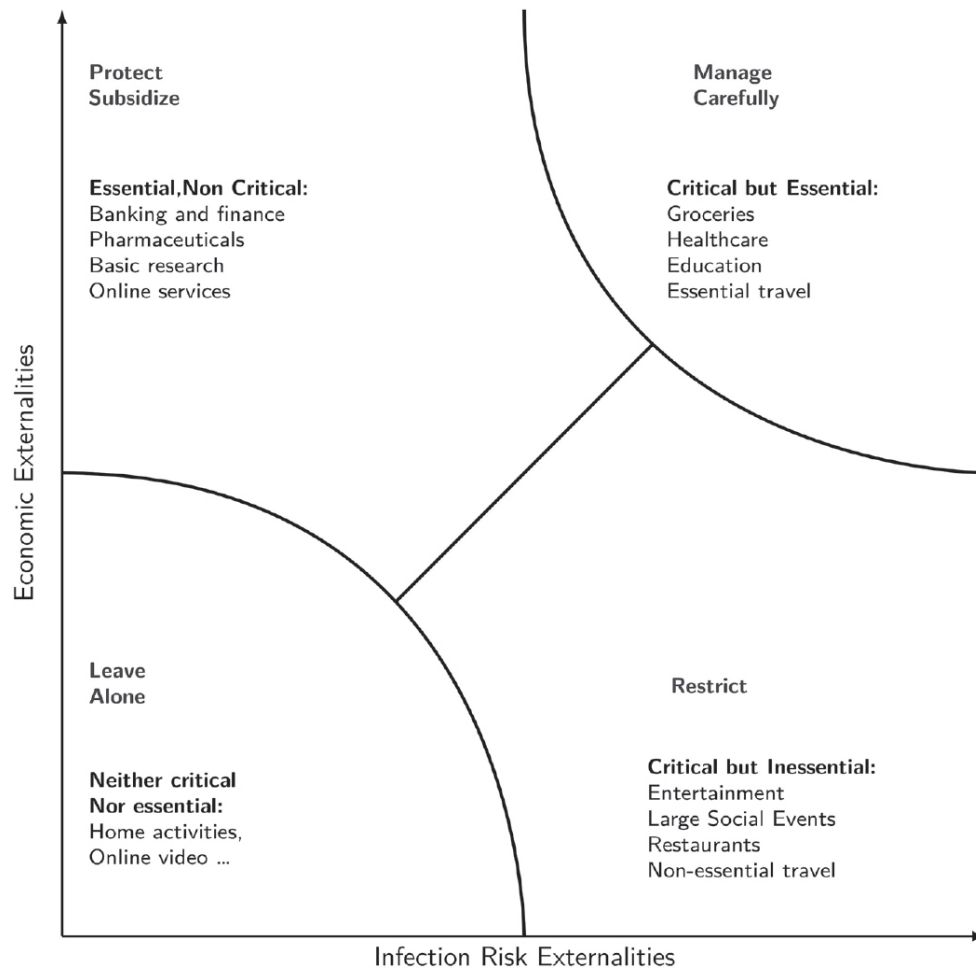 Protect
Subsidize
Essential,Non Critical:
Banking and finance
Pharmaceuticals
Basic research
Online services
Manage
Carefully
Critical but Essential:
Groceries
Healthcare
Education
Essential travel
Economic Externalities
Leave
Alone
Neither critical
Nor essential:
Home activities,
Online video ...
Restrict
Critical but Inessential:
Entertainment
Large Social Events
Restaurants
Non-essential travel
Infection Risk Externalities